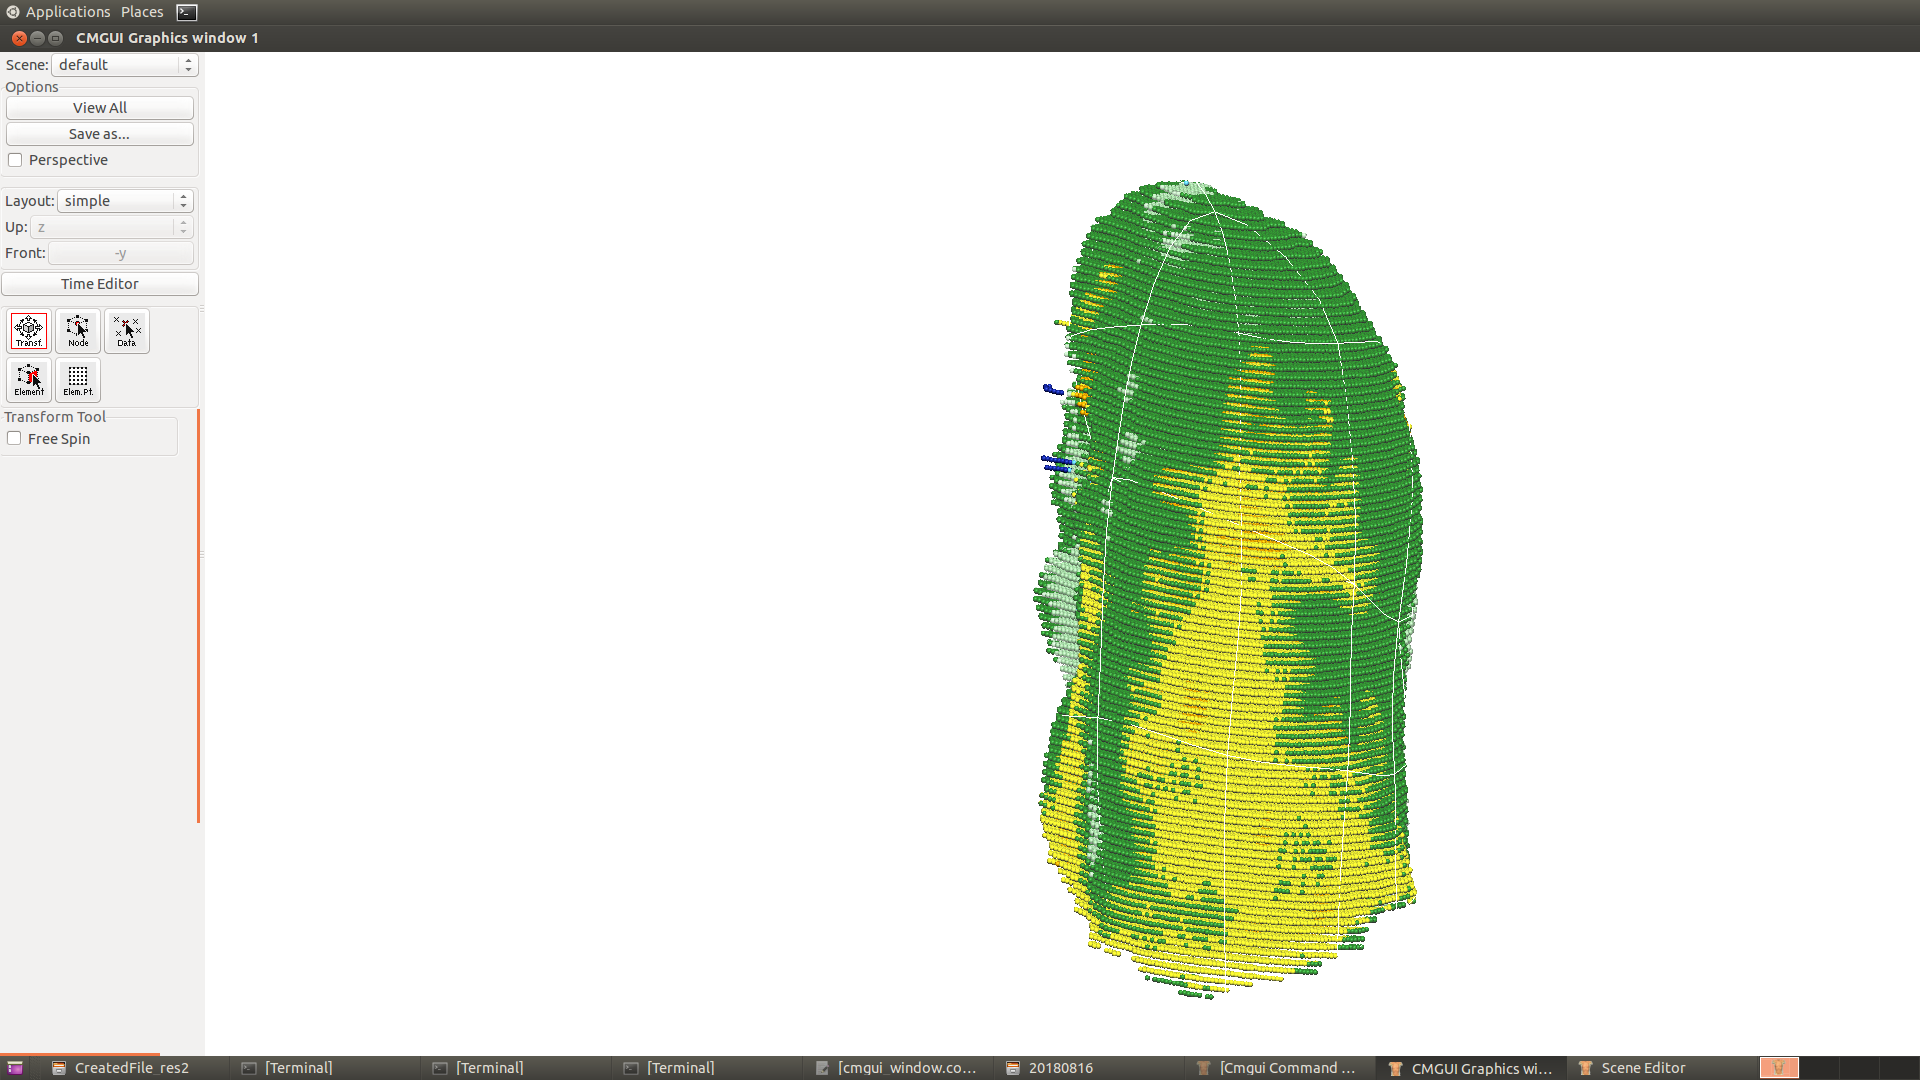 Applications Places
CMGUI Graphics window 1
Scene: default
Options
View All
Save as...
Perspective
Layout: simple
Up: z
Front: -y
Time Editor
Transf. Node Data
Element Elem.Pt.
Transform Tool
Free Spin
CreatedFile_res2 [Terminal] [Terminal] [Terminal] [cmgui_window.co... 20180816 [Cmgui Command ... CMGUI Graphics wi... Scene Editor